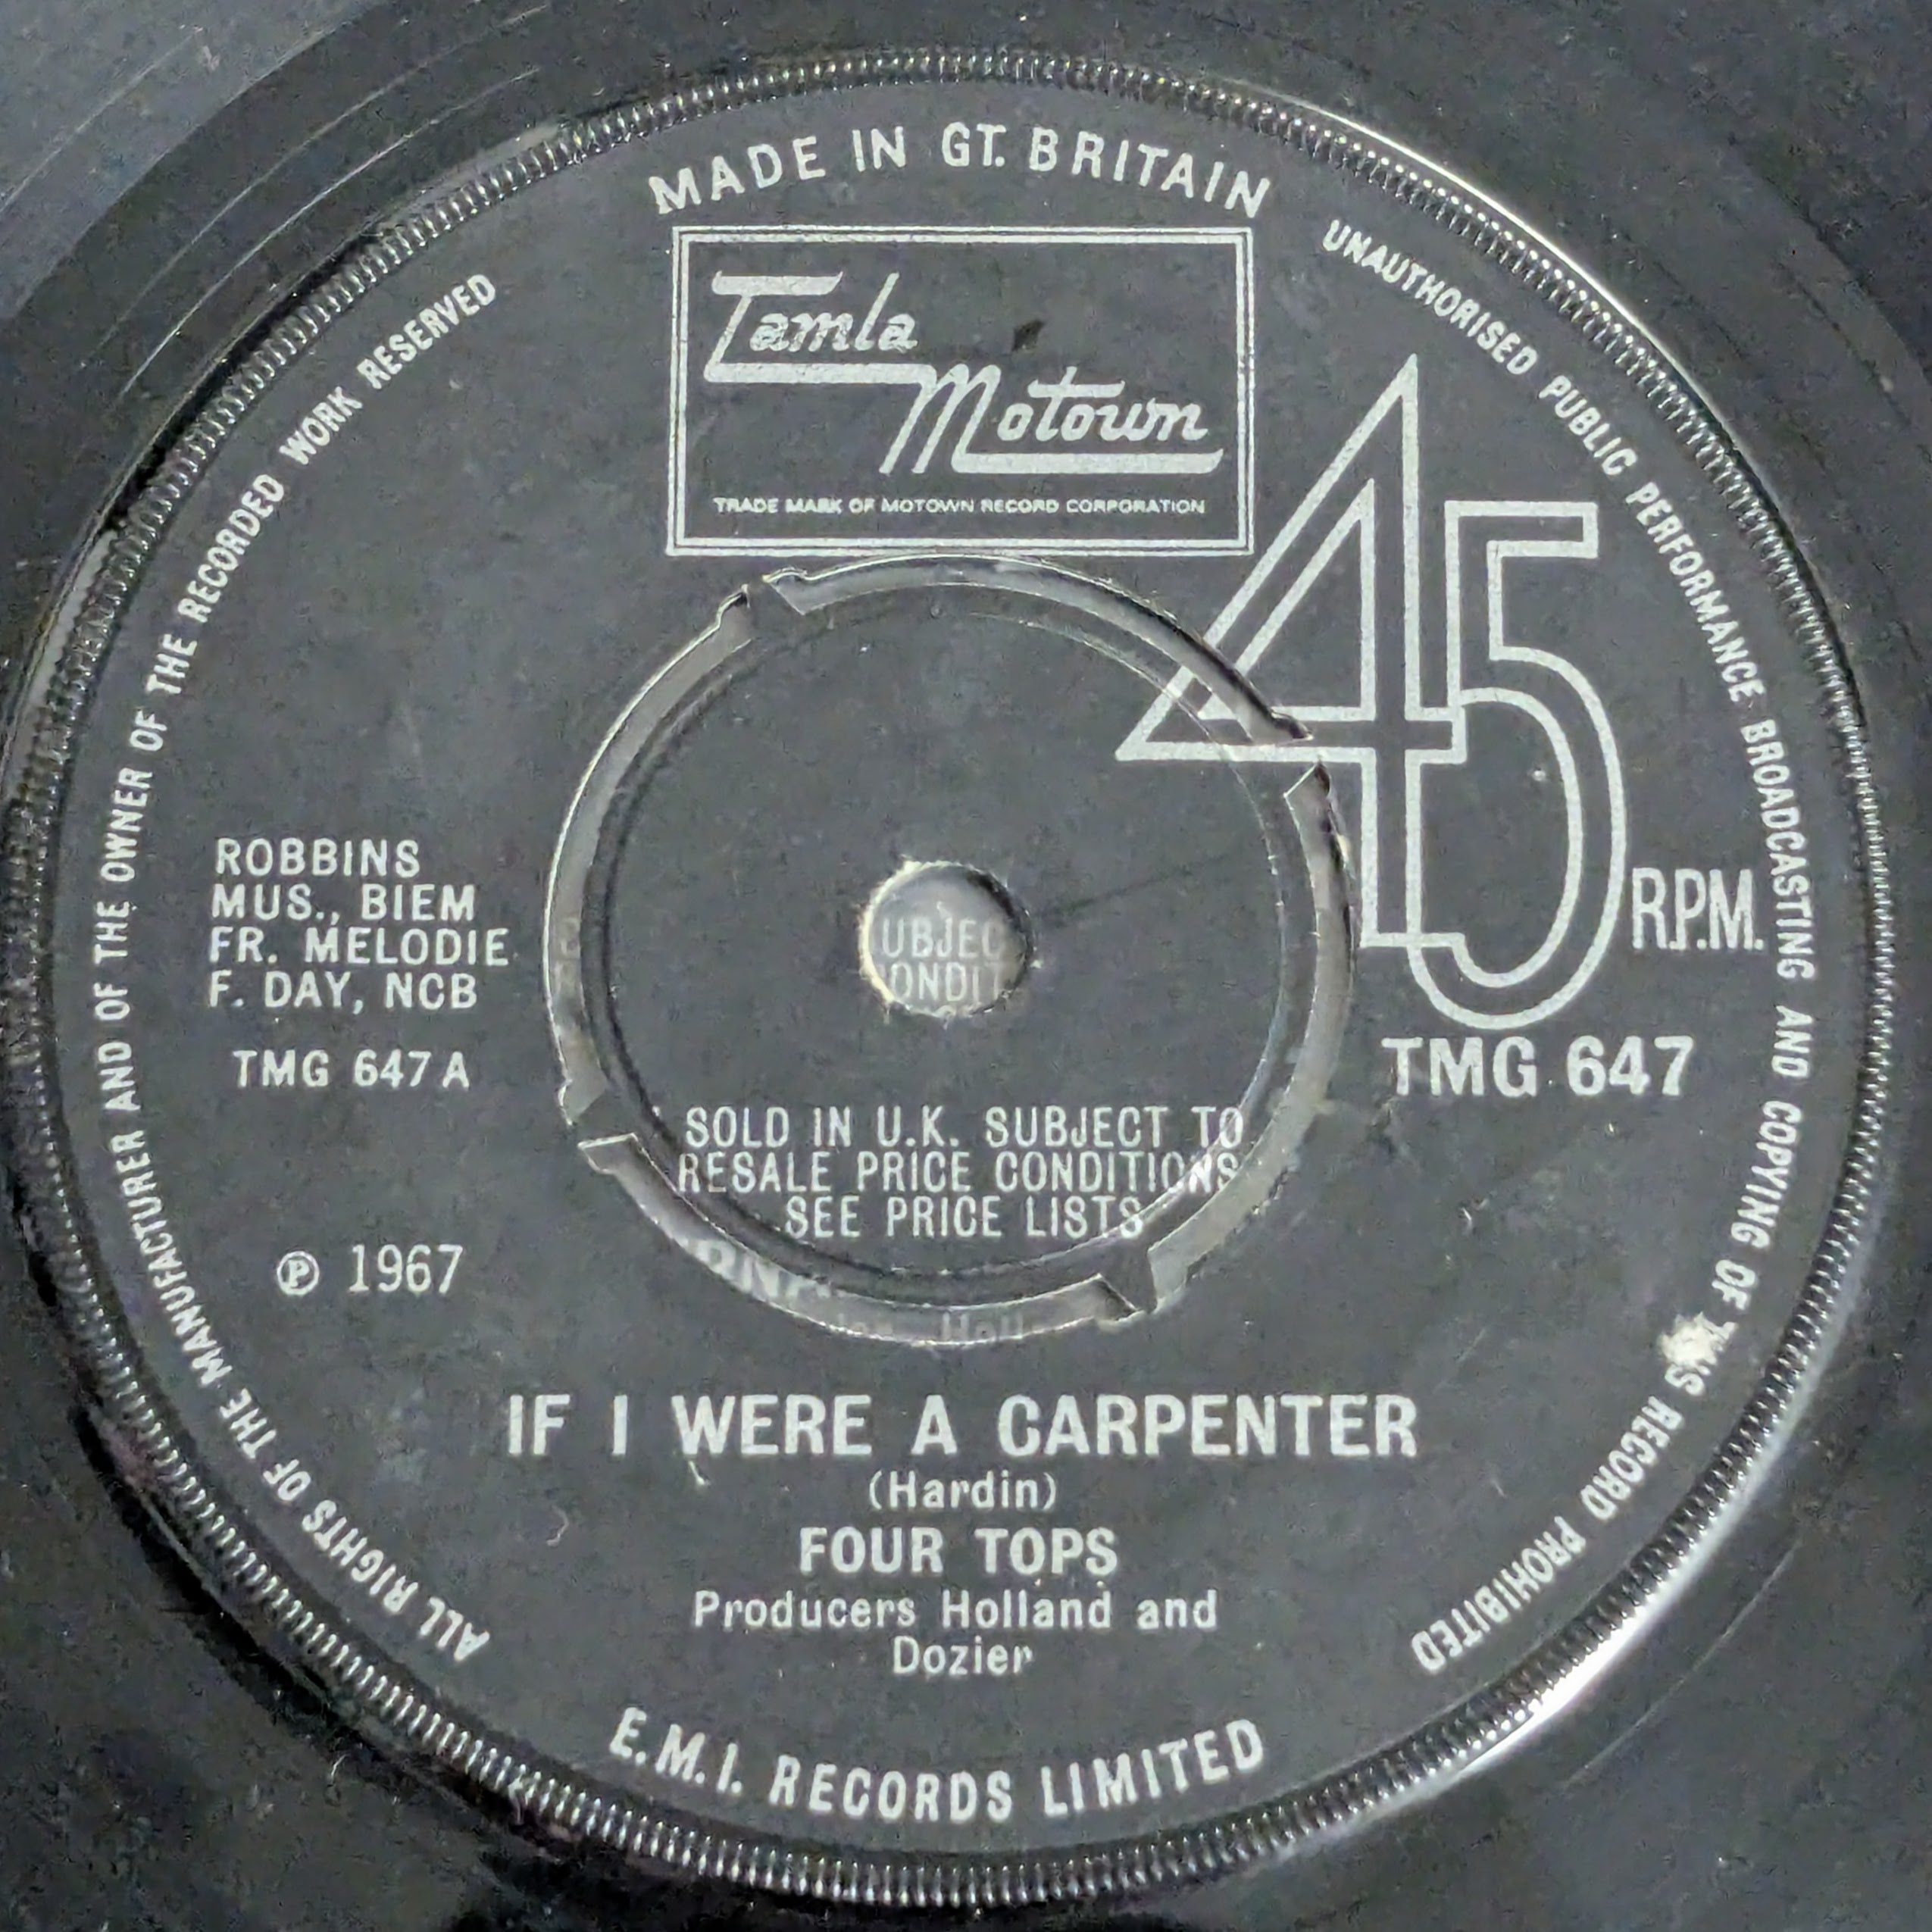 MADE IN GT. BRITAIN
Tamla
Motown
TRADE MARK OF MOTOWN RECORD CORPORATION
ALL RIGHTS OF THE MANUFACTURER AND OF THE OWNER OF THE RECORDED WORK RESERVED
UNAUTHORISED PUBLIC PERFORMANCE BROADCASTING AND COPYING OF THIS RECORD PROHIBITED
45
R.P.M.
ROBBINS
MUS., BIEM
FR. MELODIE
F. DAY, NCB
TMG 647 A
℗ 1967
TMG 647
UBJEC
ONDIT
SOLD IN U.K. SUBJECT TO
RESALE PRICE CONDITIONS
SEE PRICE LISTS
IF I WERE A CARPENTER
(Hardin)
FOUR TOPS
Producers Holland and
Dozier
E.M.I. RECORDS LIMITED